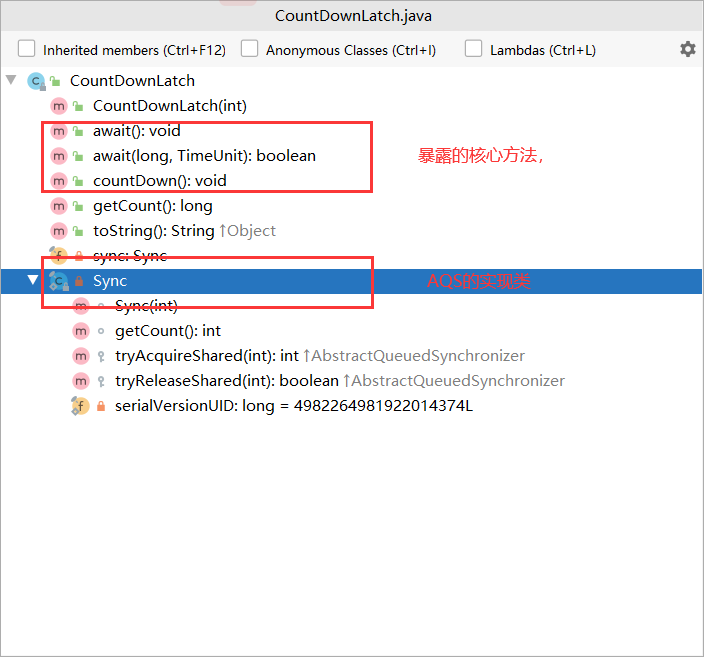 CountDownLatch.java
Inherited members (Ctrl+F12) Anonymous Classes (Ctrl+I) Lambdas (Ctrl+L)
CountDownLatch
CountDownLatch(int)
await(): void
await(long, TimeUnit): boolean
暴露的核心方法，
countDown(): void
getCount(): long
toString(): String ↑Object
sync: Sync
Sync
AQS的实现类
Sync(int)
getCount(): int
tryAcquireShared(int): int ↑AbstractQueuedSynchronizer
tryReleaseShared(int): boolean ↑AbstractQueuedSynchronizer
serialVersionUID: long = 4982264981922014374L